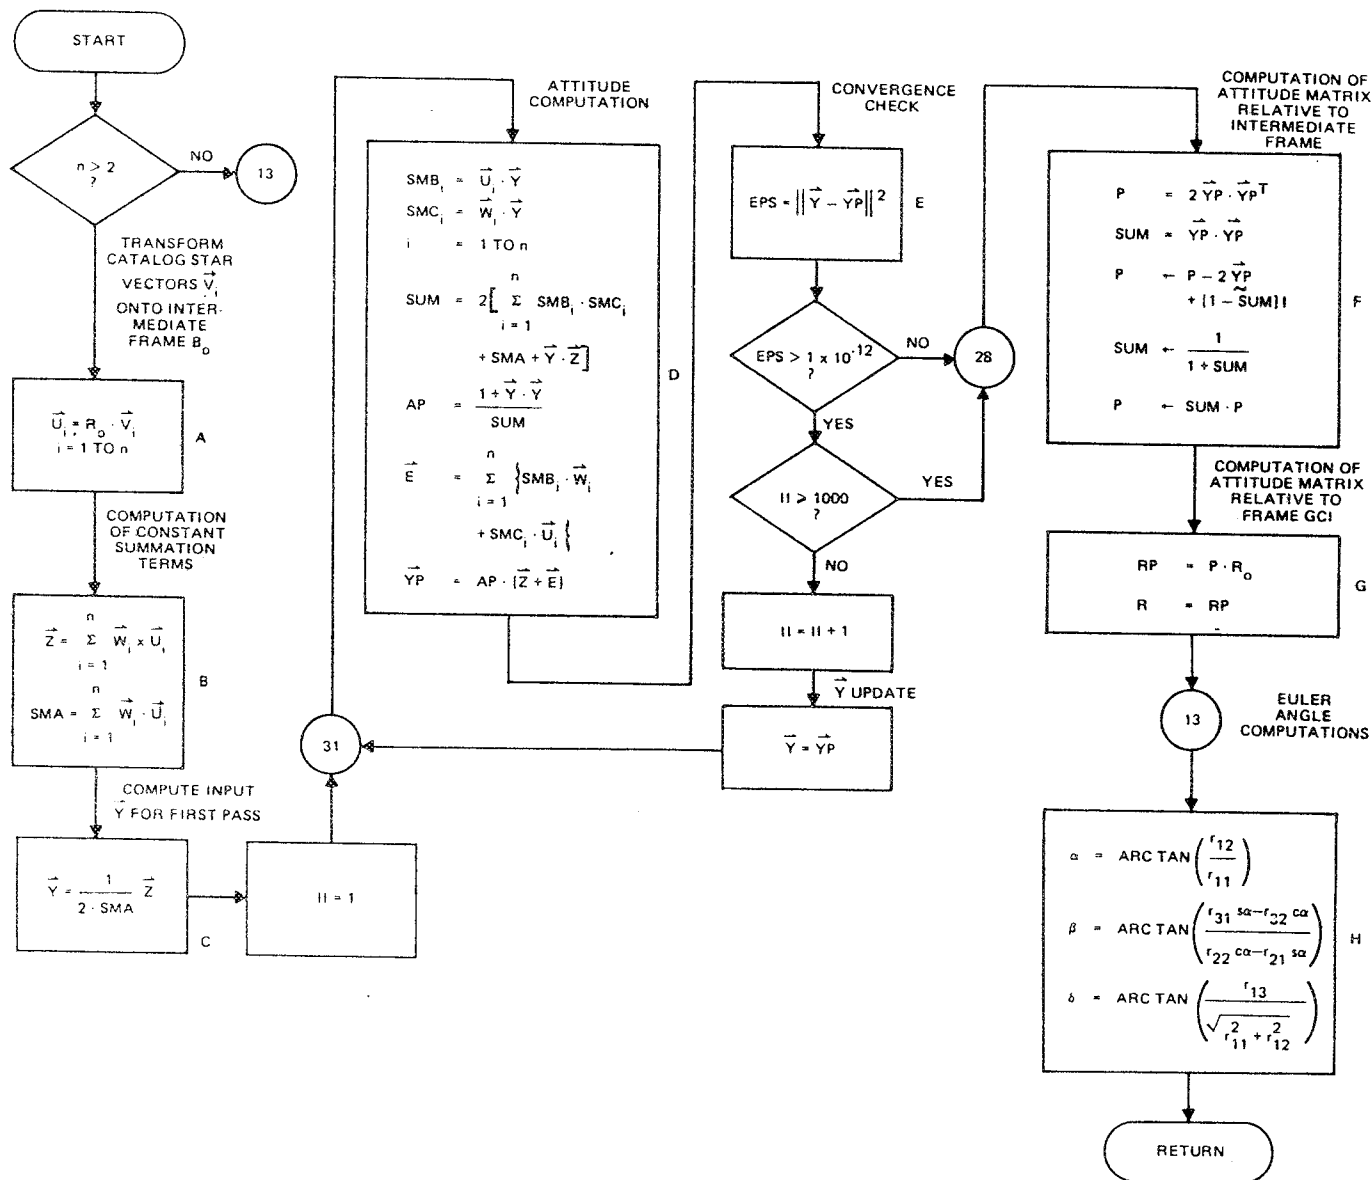 START
n > 2
?
NO
13
TRANSFORM
CATALOG STAR
VECTORS V⃗ᵢ
ONTO INTER-
MEDIATE
FRAME B₀
U⃗ᵢ = R₀ · V⃗ᵢ
i = 1 TO n
A
COMPUTATION
OF CONSTANT
SUMMATION
TERMS
n
Z⃗ = Σ W⃗ᵢ x U⃗ᵢ
i = 1
n
SMA = Σ W⃗ᵢ · U⃗ᵢ
i = 1
B
COMPUTE INPUT
Y⃗ FOR FIRST PASS
Y⃗ = 1 / 2 · SMA Z⃗
C
II = 1
31
ATTITUDE
COMPUTATION
SMBᵢ = U⃗ᵢ · Y⃗
SMCᵢ = W⃗ᵢ · Y⃗
i = 1 TO n
n
SUM = 2[ Σ SMBᵢ · SMCᵢ
i = 1
+ SMA + Y⃗ · Z⃗ ]
AP = 1 + Y⃗ · Y⃗ / SUM
n
E⃗ = Σ {SMBᵢ · W⃗ᵢ
i = 1
+ SMCᵢ · U⃗ᵢ {
YP⃗ = AP · {Z⃗ + E⃗}
D
CONVERGENCE
CHECK
EPS = ||Y⃗ − YP⃗||²
E
EPS > 1 x 10⁻¹²
?
NO
28
YES
II ⩾ 1000
?
YES
NO
II = II + 1
Y⃗ UPDATE
Y⃗ = YP⃗
COMPUTATION OF
ATTITUDE MATRIX
RELATIVE TO
INTERMEDIATE
FRAME
P = 2 YP⃗ · YP⃗ᵀ
SUM = YP⃗ · YP⃗
P ← P − 2 YP⃗̃
+ {1 − SUM} I
SUM ← 1 / 1 + SUM
P ← SUM · P
F
COMPUTATION OF
ATTITUDE MATRIX
RELATIVE TO
FRAME GCI
RP = P · R₀
R = RP
G
13
EULER
ANGLE
COMPUTATIONS
α = ARC TAN (r₁₂ / r₁₁)
β = ARC TAN (r₃₁ sα − r₃₂ cα / r₂₂ cα − r₂₁ sα)
δ = ARC TAN (r₁₃ / √r²₁₁ + r²₁₂)
H
RETURN